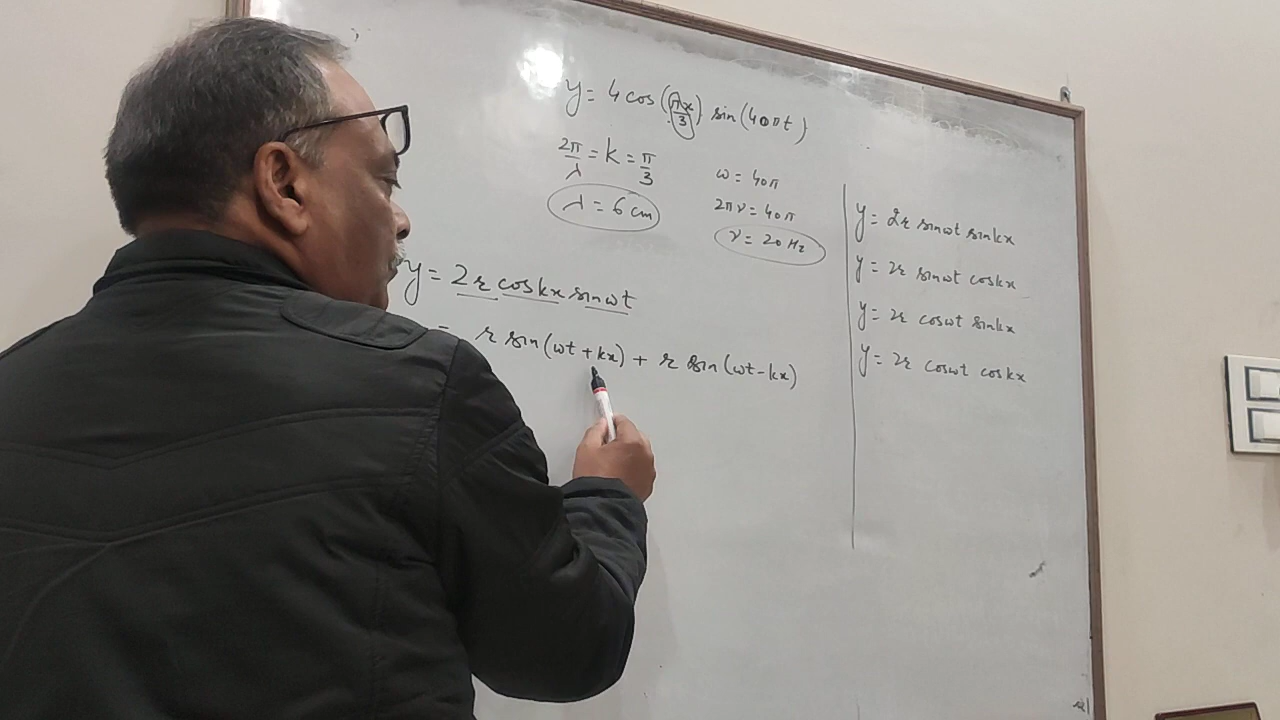 y = 4 cos (πx/3) sin (40πt)
2π/λ = K = π/3
λ = 6 cm
ω = 40π
2πν = 40π
ν = 20 Hz
y = 2r coskx sinωt
= r sin (ωt + kx) + r sin (ωt - kx)
y = 2r sinωt sinkx
y = 2r sinωt coskx
y = 2r cosωt sinkx
y = 2r cosωt coskx